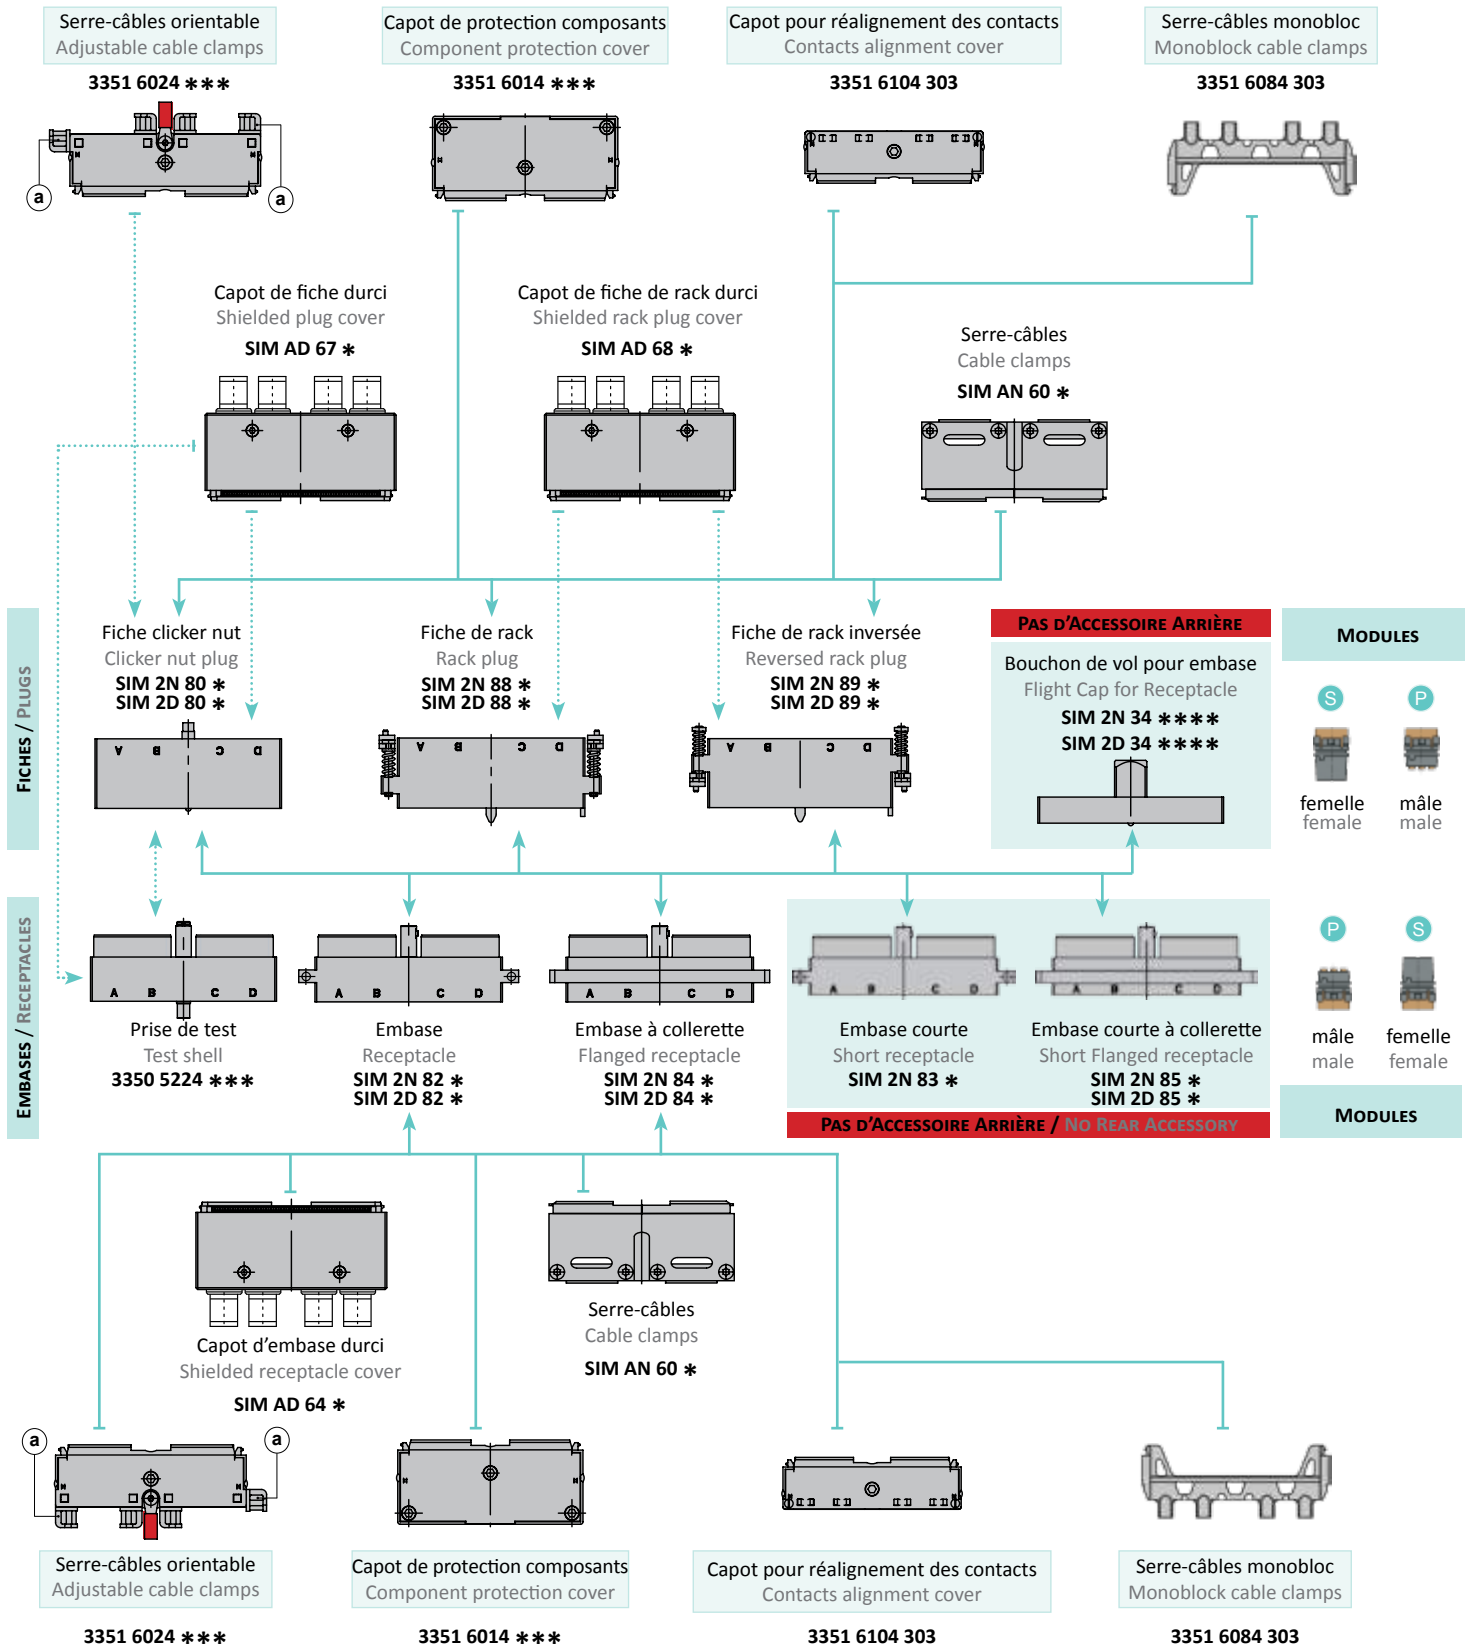 Serre-câbles orientable
Adjustable cable clamps
3351 6024 ***
Capot de protection composants
Component protection cover
3351 6014 ***
Capot pour réalignement des contacts
Contacts alignment cover
3351 6104 303
Serre-câbles monobloc
Monoblock cable clamps
3351 6084 303
a
a
Capot de fiche durci
Shielded plug cover
SIM AD 67 *
Capot de fiche de rack durci
Shielded rack plug cover
SIM AD 68 *
Serre-câbles
Cable clamps
SIM AN 60 *
FICHES / PLUGS
Fiche clicker nut
Clicker nut plug
SIM 2N 80 *
SIM 2D 80 *
A B C D
Fiche de rack
Rack plug
SIM 2N 88 *
SIM 2D 88 *
A B C D
Fiche de rack inversée
Reversed rack plug
SIM 2N 89 *
SIM 2D 89 *
A B C D
PAS D'ACCESSOIRE ARRIÈRE
Bouchon de vol pour embase
Flight Cap for Receptacle
SIM 2N 34 ****
SIM 2D 34 ****
MODULES
S P
femelle mâle
female male
EMBASES / RECEPTACLES
A B C D
Prise de test
Test shell
3350 5224 ***
A B C D
Embase
Receptacle
SIM 2N 82 *
SIM 2D 82 *
A B C D
Embase à collerette
Flanged receptacle
SIM 2N 84 *
SIM 2D 84 *
A B C D
Embase courte
Short receptacle
SIM 2N 83 *
A B C D
Embase courte à collerette
Short Flanged receptacle
SIM 2N 85 *
SIM 2D 85 *
PAS D'ACCESSOIRE ARRIÈRE / NO REAR ACCESSORY
P S
mâle femelle
male female
MODULES
Capot d'embase durci
Shielded receptacle cover
SIM AD 64 *
Serre-câbles
Cable clamps
SIM AN 60 *
a
a
Serre-câbles orientable
Adjustable cable clamps
3351 6024 ***
Capot de protection composants
Component protection cover
3351 6014 ***
Capot pour réalignement des contacts
Contacts alignment cover
3351 6104 303
Serre-câbles monobloc
Monoblock cable clamps
3351 6084 303